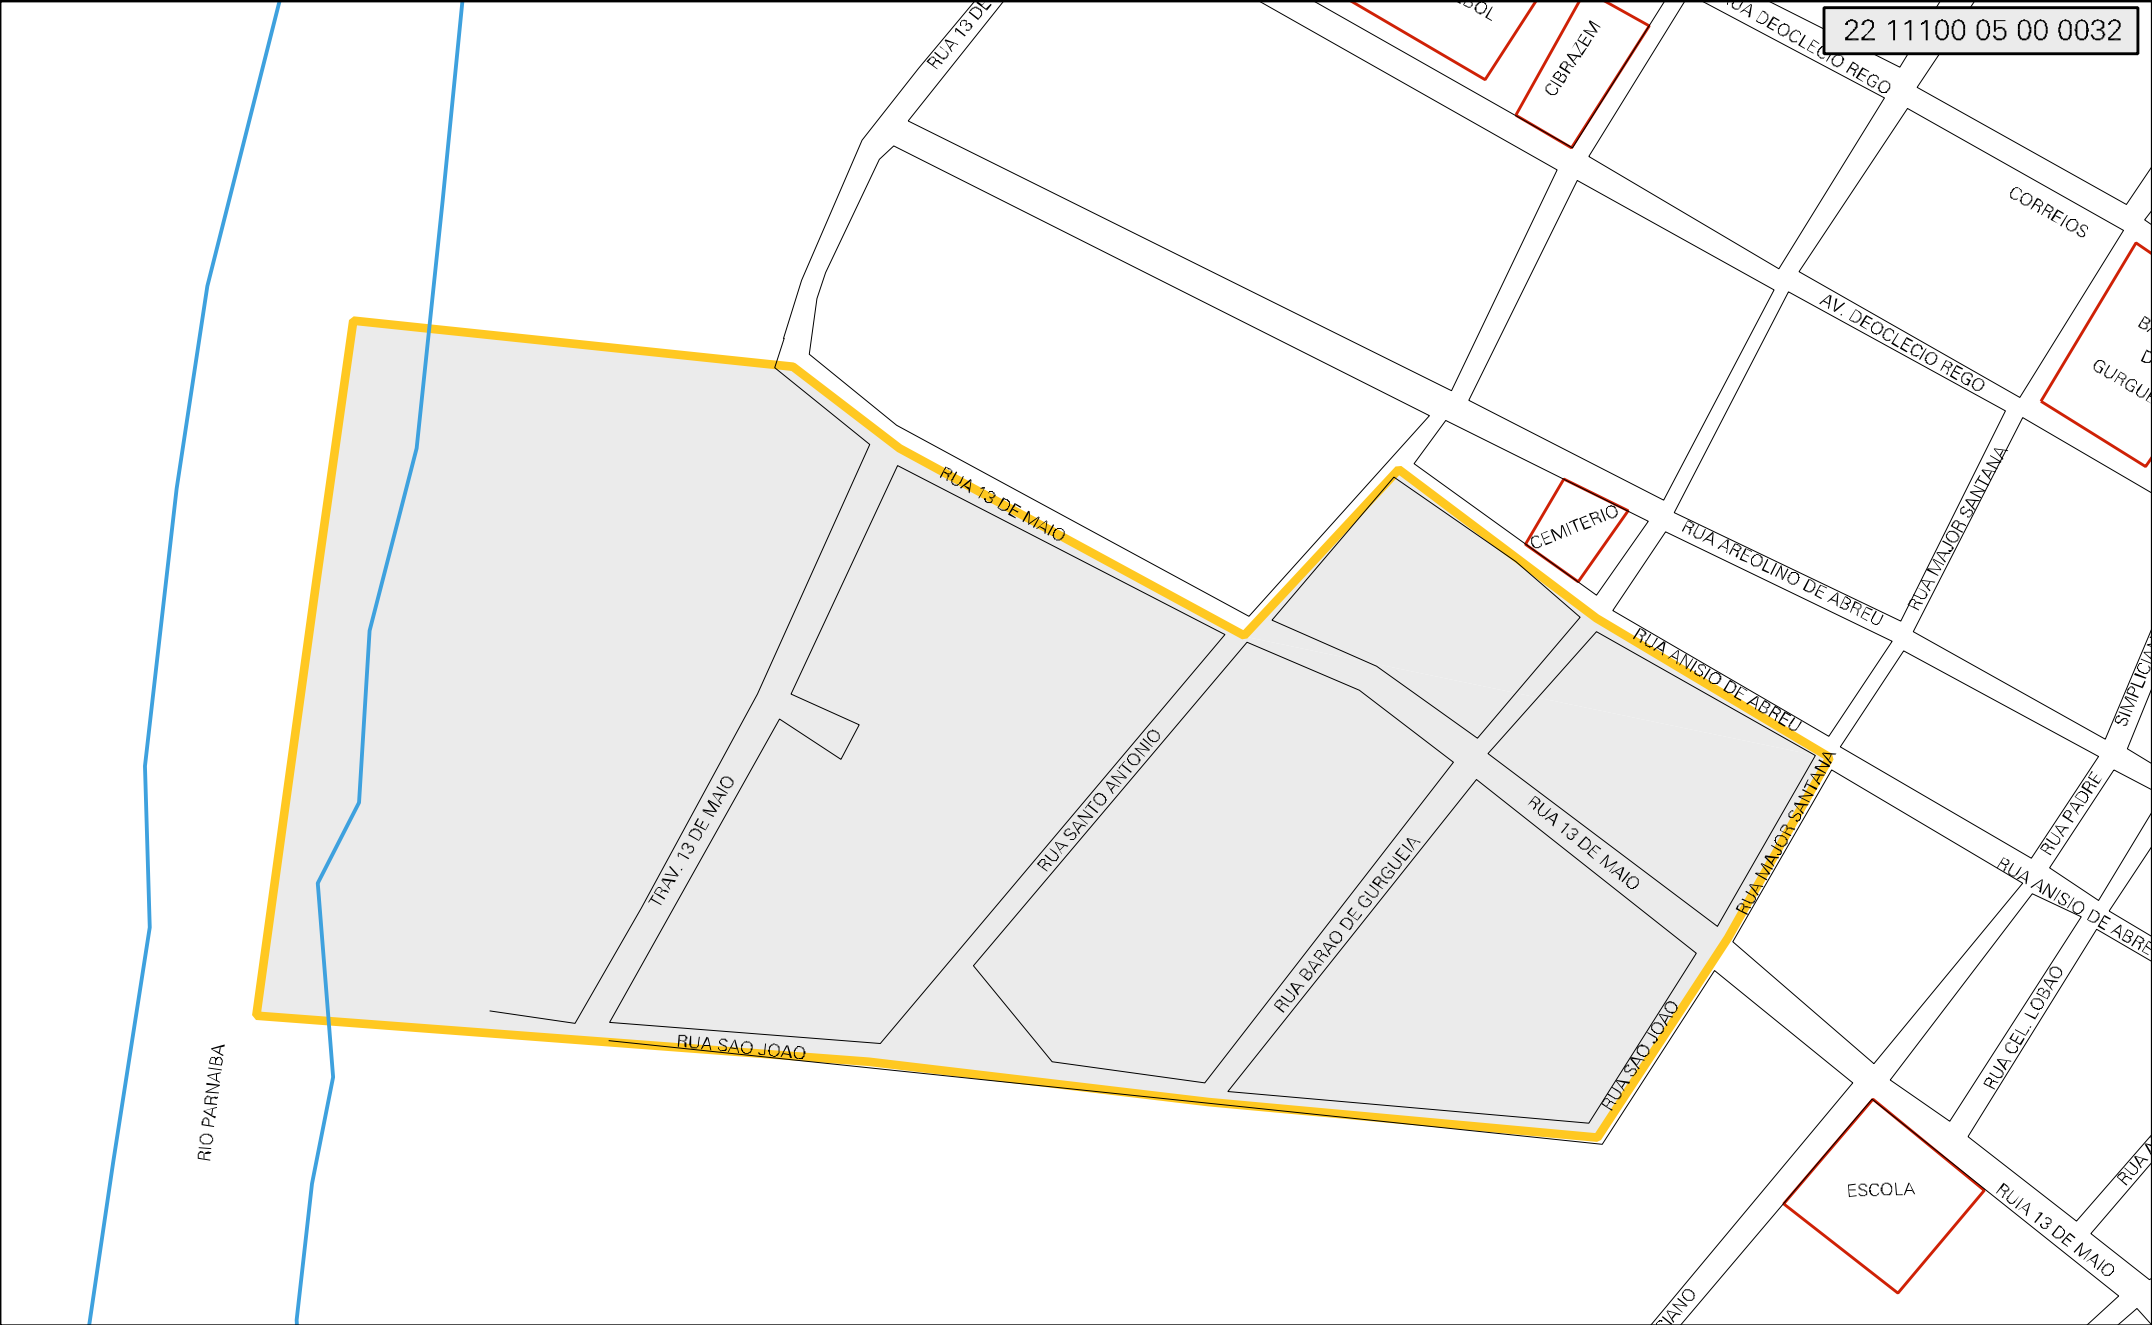 RUA 13 DE
CIBRAZEM
RUA DEOCLECIO REGO
22 11100 05 00 0032
CORREIOS
AV. DEOCLECIO REGO
RUA 13 DE MAIO
CEMITERIO
RUA AREOLINO DE ABREU
RUA MAJOR SANTANA
RUA ANISIO DE ABREU
RUA MAJOR SANTANA
RUA PADRE
TRAV. 13 DE MAIO
RUA SANTO ANTONIO
RUA BARAO DE GURGUEIA
RUA 13 DE MAIO
RUA ANISIO DE ABRE
RUA CEL. LOBAO
RUA SAO JOAO
RUA SAO JOAO
RIO PARNAIBA
ESCOLA
RUIA 13 DE MAIO